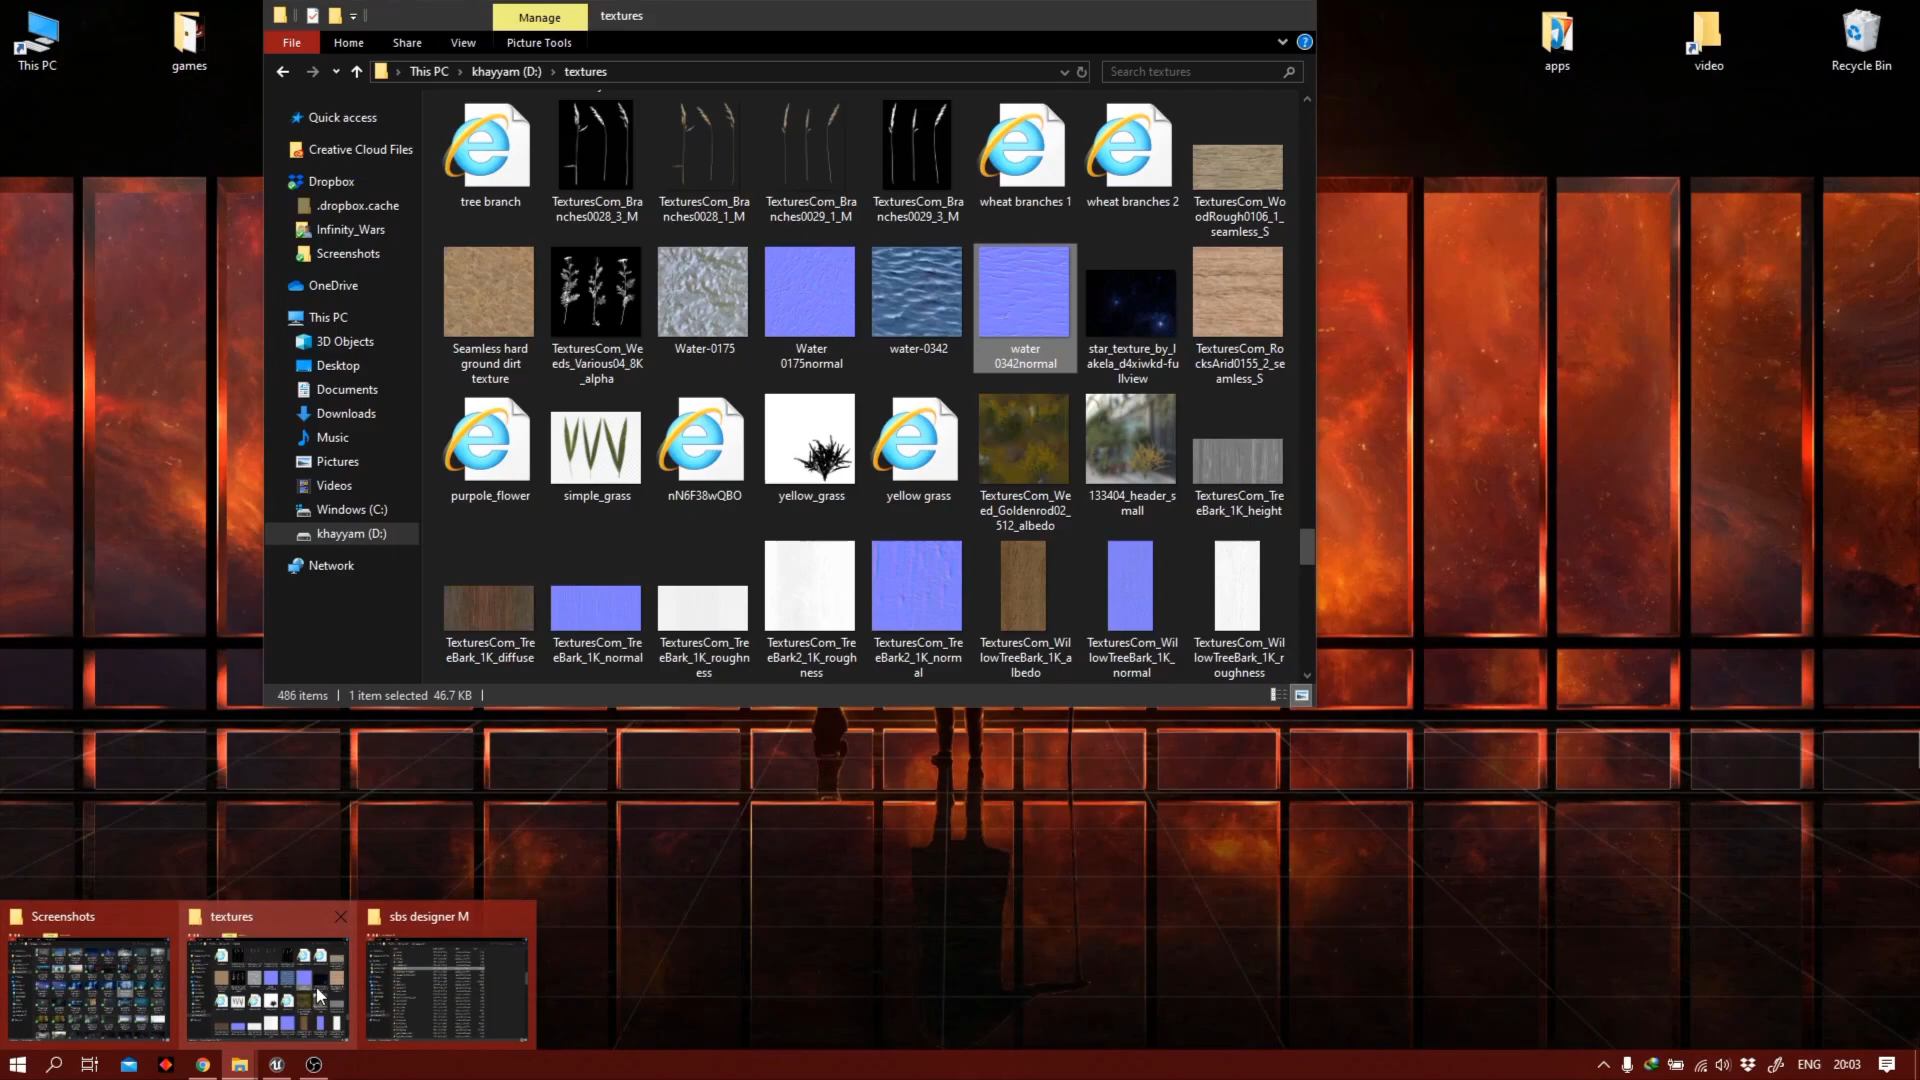 This PC
games
Manage
textures
apps
video
Recycle Bin
File
Home
Share
View
Picture Tools
This PC
khayyam (D:)
textures
Search textures
Quick access
Creative Cloud Files
Dropbox
.dropbox.cache
Infinity_Wars
Screenshots
OneDrive
This PC
3D Objects
Desktop
Documents
Downloads
Music
Pictures
Videos
Windows (C:)
khayyam (D:)
Network
tree branch
TexturesCom_Bra
nches0028_3_M
TexturesCom_Bra
nches0028_1_M
TexturesCom_Bra
nches0029_1_M
TexturesCom_Bra
nches0029_3_M
wheat branches 1
wheat branches 2
TexturesCom_Wo
odRough0106_1_
seamless_S
Seamless hard
ground dirt
texture
TexturesCom_We
eds_Various04_8K
_alpha
Water-0175
Water
0175normal
water-0342
water
0342normal
star_texture_by_l
akela_d4xiwkd-fu
llview
TexturesCom_Ro
cksArid0155_2_se
amless_S
purpole_flower
simple_grass
nN6F38wQBO
yellow_grass
yellow grass
TexturesCom_We
ed_Goldenrod02_
512_albedo
133404_header_s
mall
TexturesCom_Tre
eBark_1K_height
TexturesCom_Tre
eBark_1K_diffuse
TexturesCom_Tre
eBark_1K_normal
TexturesCom_Tre
eBark_1K_roughn
ess
TexturesCom_Tre
eBark2_1K_rough
ness
TexturesCom_Tre
eBark2_1K_norm
al
TexturesCom_Wil
lowTreeBark_1K_a
lbedo
TexturesCom_Wil
lowTreeBark_1K_
normal
TexturesCom_Wil
lowTreeBark_1K_r
oughness
486 items
1 item selected 46.7 KB
Screenshots
textures
sbs designer M
ENG
20:03